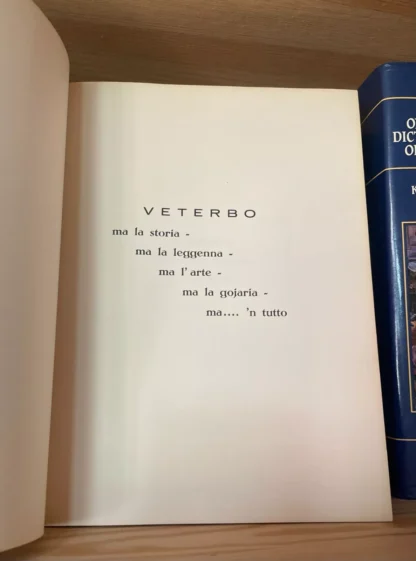 VETERBO
ma la storia -
ma la leggenna -
ma l'arte -
ma la gojaria -
ma.... 'n tutto